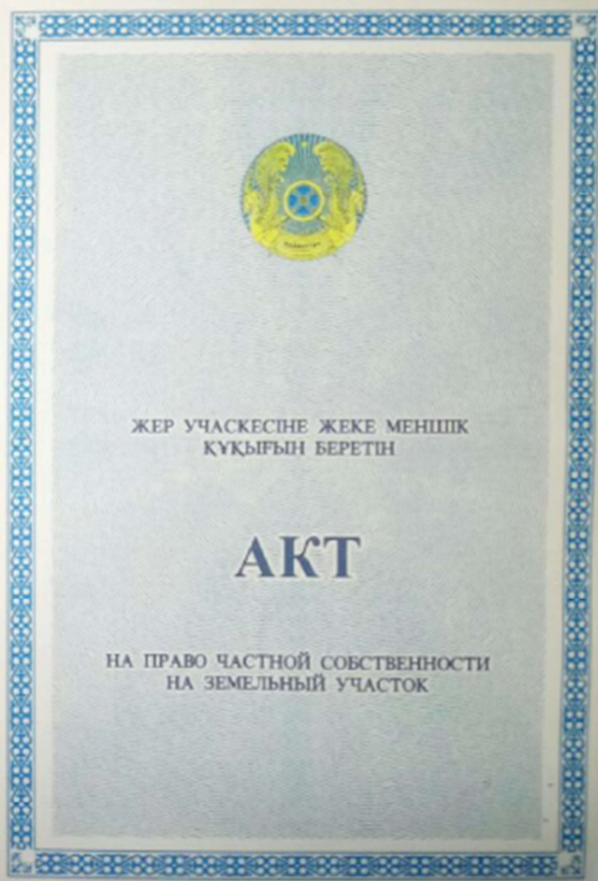 ЖЕР УЧАСКЕСІНЕ ЖЕКЕ МЕНШІК
ҚҰҚЫҒЫН БЕРЕТІН
АКТ
НА ПРАВО ЧАСТНОЙ СОБСТВЕННОСТИ
НА ЗЕМЕЛЬНЫЙ УЧАСТОК